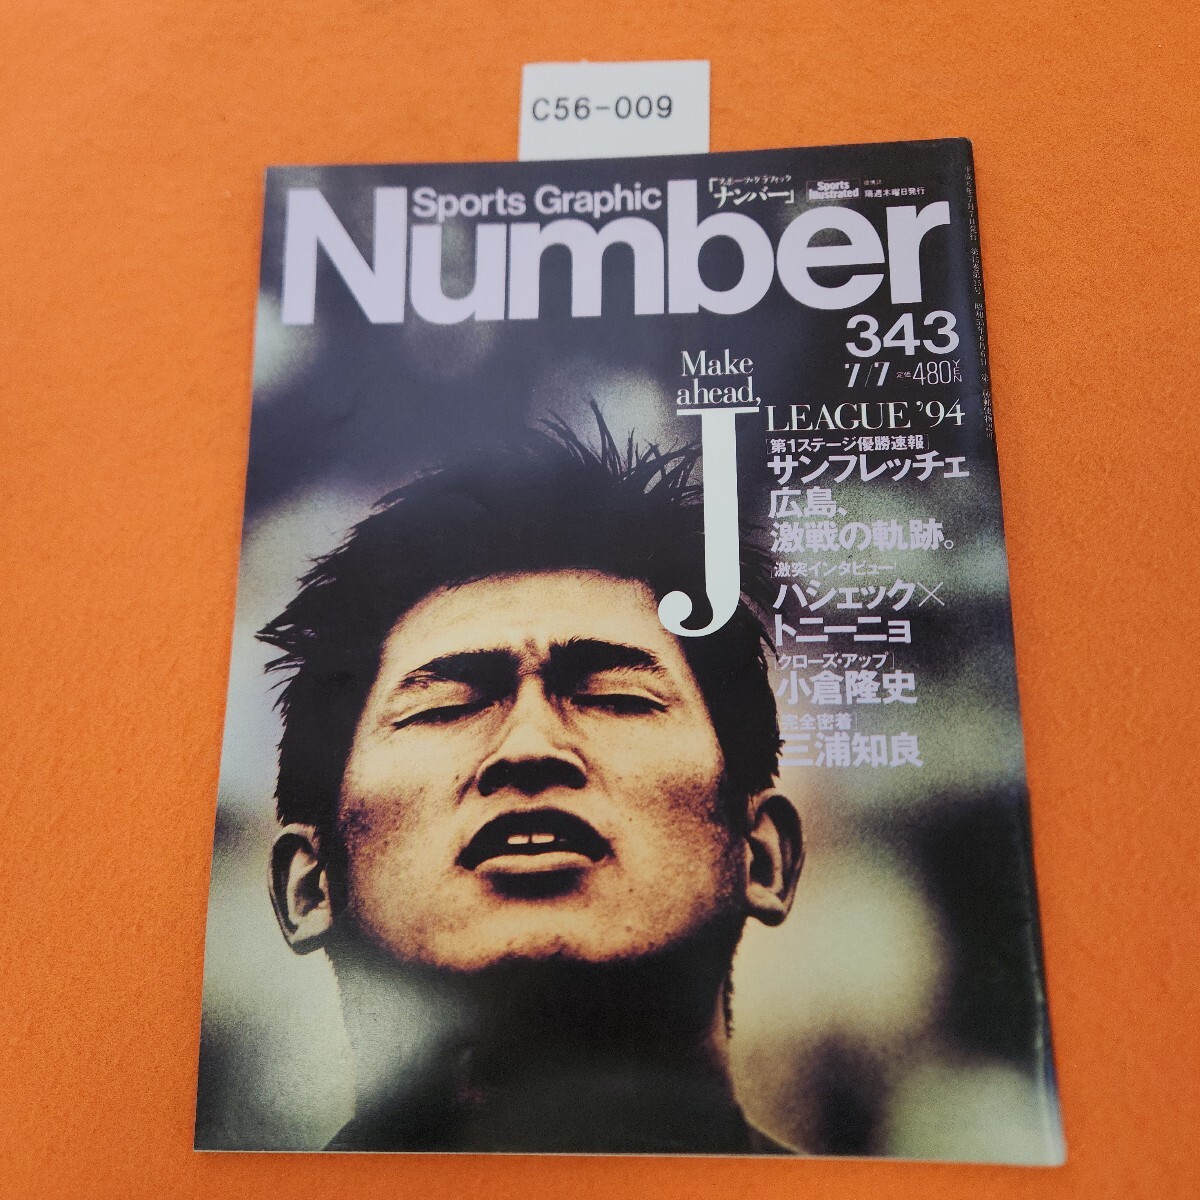 C56-009
Sports Graphic
Number
スポーツ・グラフィック
「ナンバー」
Sports
Illustrated
隔週木曜日発行
343
7/7 定価480YEN
Make
ahead,
J LEAGUE '94
[第1ステージ優勝速報]
サンフレッチェ
広島、
激戦の軌跡。
[激突インタビュー]
ハシェック×
トニーニョ
[クローズ・アップ]
小倉隆史
[完全密着]
三浦知良